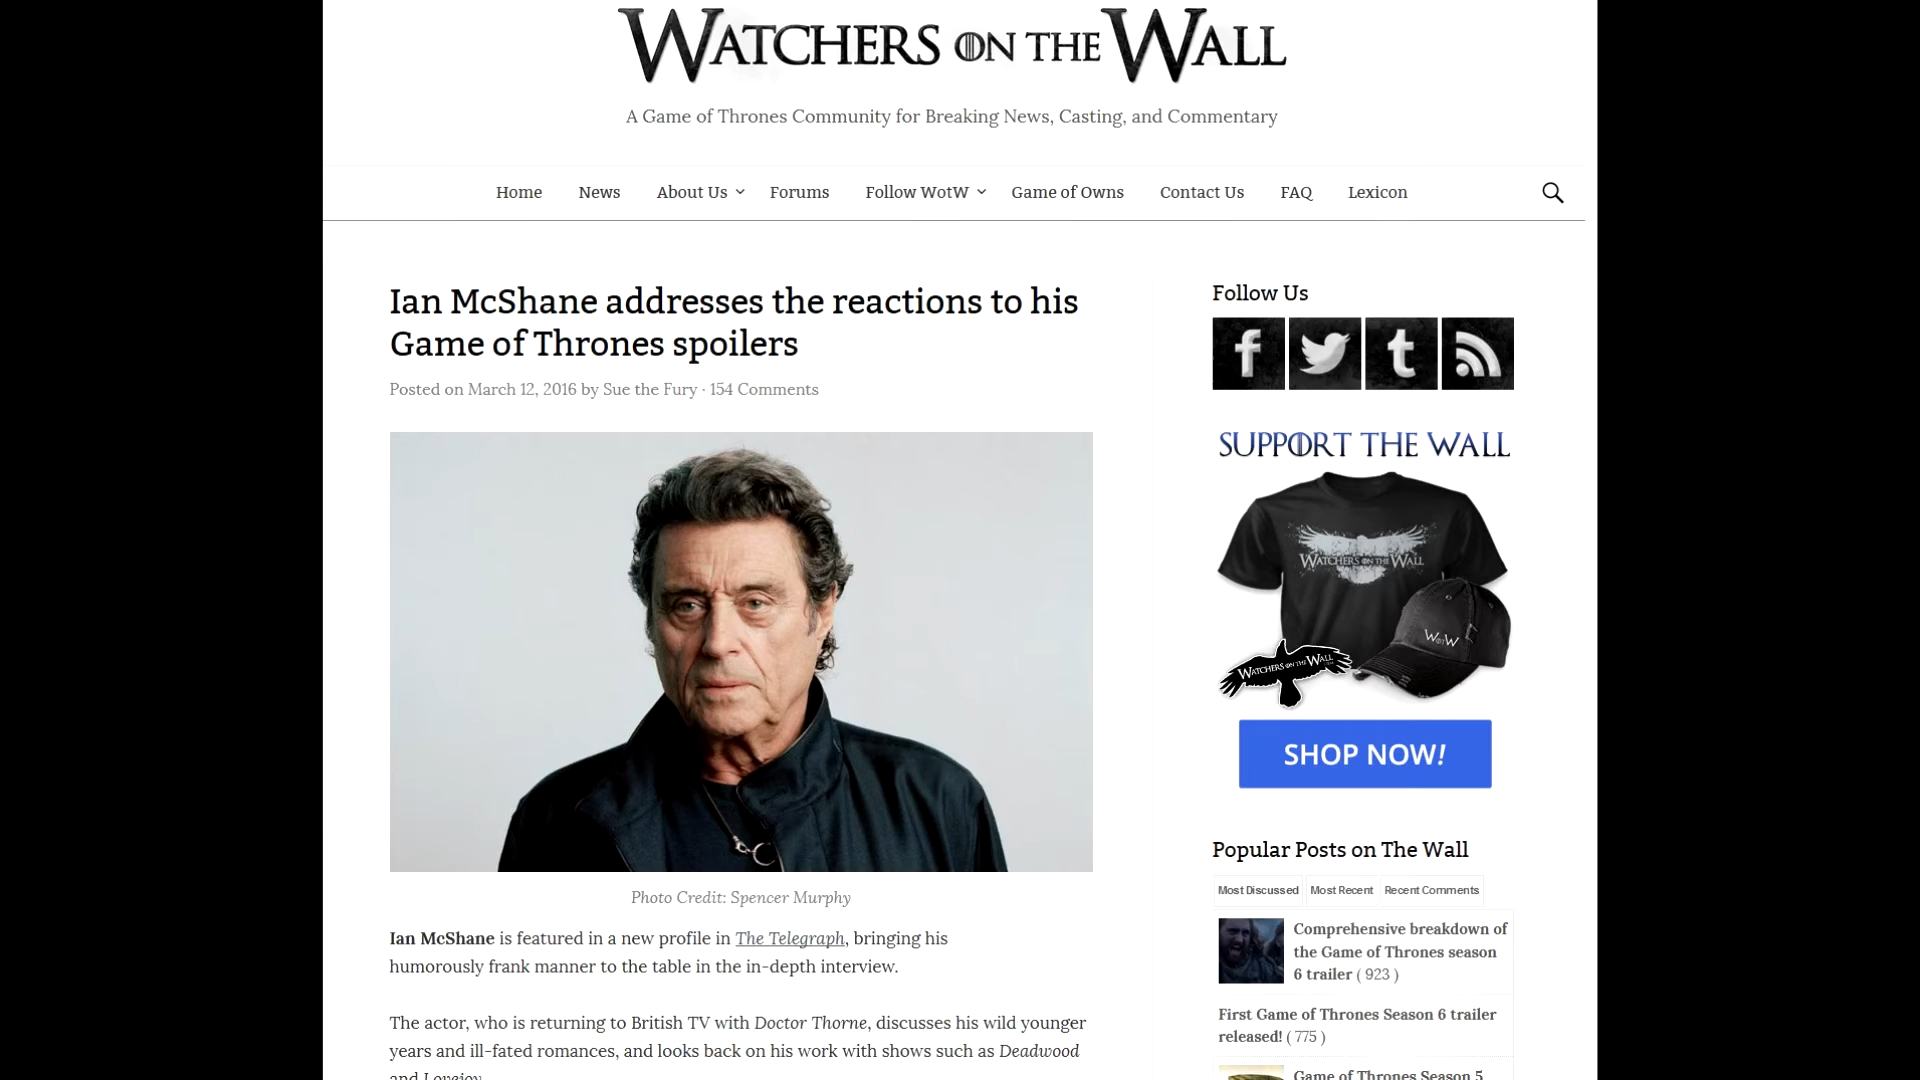 WATCHERS ON THE WALL
A Game of Thrones Community for Breaking News, Casting, and Commentary
Home News About Us Forums Follow WotW Game of Owns Contact Us FAQ Lexicon
Ian McShane addresses the reactions to his
Game of Thrones spoilers
Posted on March 12, 2016 by Sue the Fury · 154 Comments
Photo Credit: Spencer Murphy
Ian McShane is featured in a new profile in The Telegraph, bringing his
humorously frank manner to the table in the in-depth interview.
The actor, who is returning to British TV with Doctor Thorne, discusses his wild younger
years and ill-fated romances, and looks back on his work with shows such as Deadwood
and Lovejoy.
Follow Us
SUPPORT THE WALL
WATCHERS ON THE WALL
WotW
WATCHERS ON THE WALL
SHOP NOW!
Popular Posts on The Wall
Most Discussed Most Recent Recent Comments
Comprehensive breakdown of
the Game of Thrones season
6 trailer ( 923 )
First Game of Thrones Season 6 trailer
released! ( 775 )
Game of Thrones Season 5